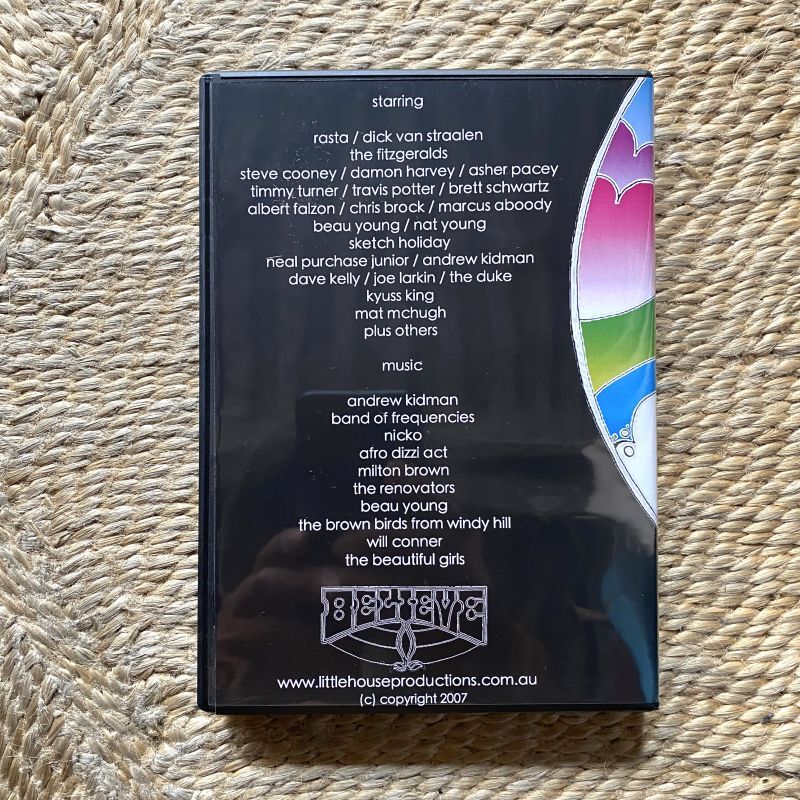 starring
rasta / dick van straalen
the fitzgeralds
steve cooney / damon harvey / asher pacey
timmy turner / travis potter / brett schwartz
albert falzon / chris brock / marcus aboody
beau young / nat young
sketch holiday
neal purchase junior / andrew kidman
dave kelly / joe larkin / the duke
kyuss king
mat mchugh
plus others
music
andrew kidman
band of frequencies
nicko
afro dizzi act
milton brown
the renovators
beau young
the brown birds from windy hill
will conner
the beautiful girls
BELIEVE
www.littlehouseproductions.com.au
(c) copyright 2007